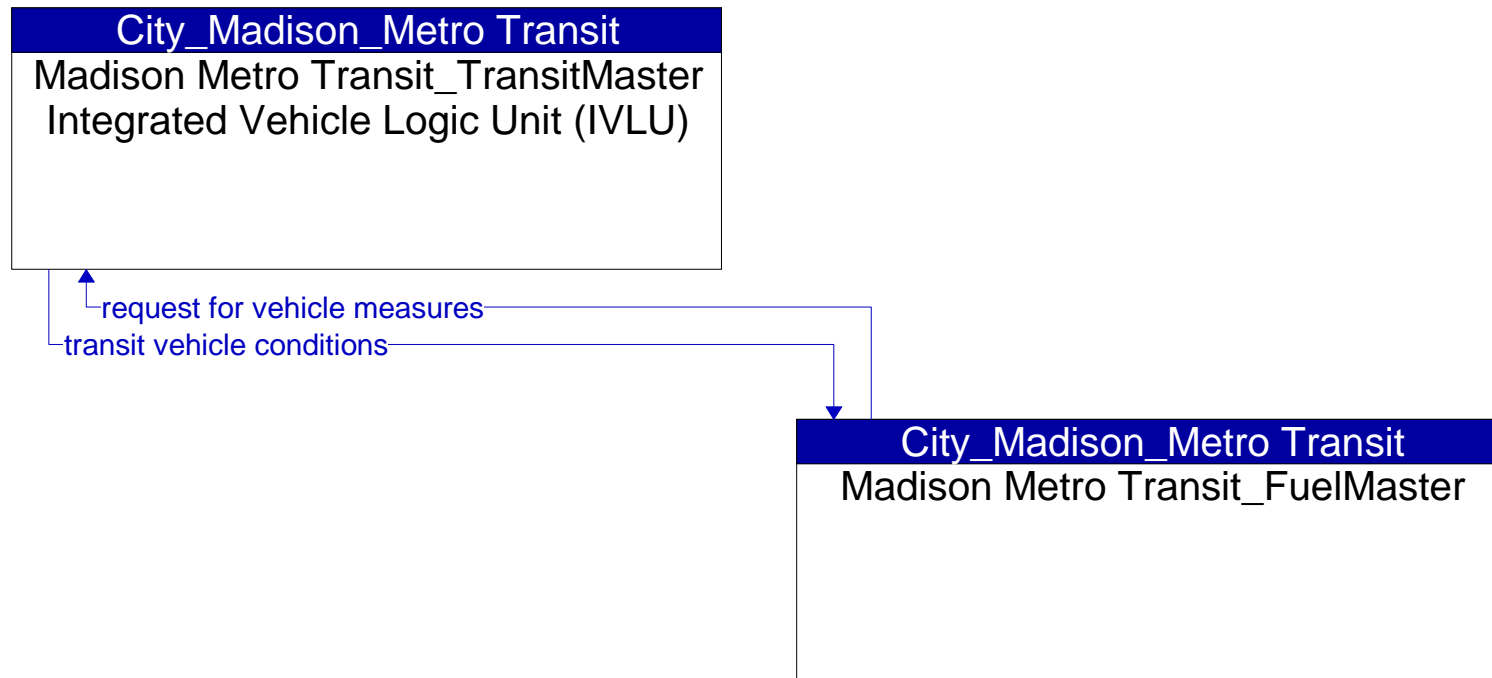 City_Madison_Metro Transit
Madison Metro Transit_TransitMaster
Integrated Vehicle Logic Unit (IVLU)
request for vehicle measures
transit vehicle conditions
City_Madison_Metro Transit
Madison Metro Transit_FuelMaster